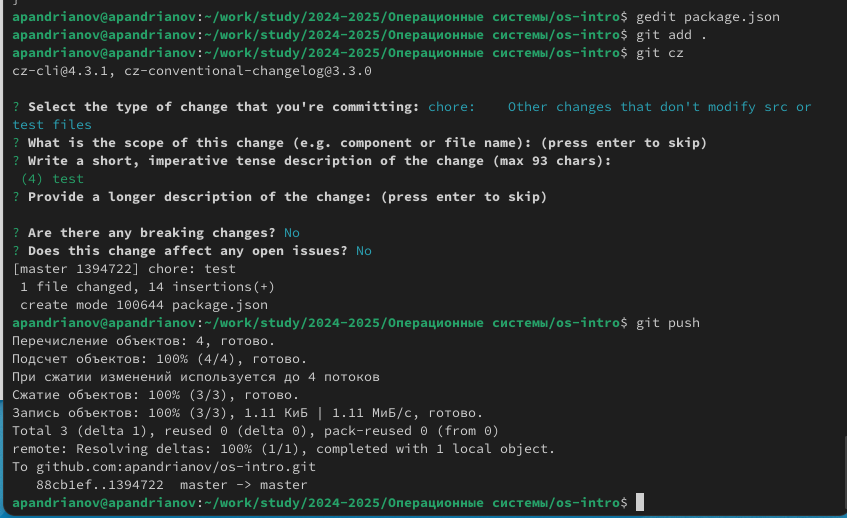 apandrianov@apandrianov:~/work/study/2024-2025/Операционные системы/os-intro$ gedit package.json
apandrianov@apandrianov:~/work/study/2024-2025/Операционные системы/os-intro$ git add .
apandrianov@apandrianov:~/work/study/2024-2025/Операционные системы/os-intro$ git cz
cz-cli@4.3.1, cz-conventional-changelog@3.3.0

? Select the type of change that you're committing: chore:    Other changes that don't modify src or
test files
? What is the scope of this change (e.g. component or file name): (press enter to skip)
? Write a short, imperative tense description of the change (max 93 chars):
 (4) test
? Provide a longer description of the change: (press enter to skip)

? Are there any breaking changes? No
? Does this change affect any open issues? No
[master 1394722] chore: test
 1 file changed, 14 insertions(+)
 create mode 100644 package.json
apandrianov@apandrianov:~/work/study/2024-2025/Операционные системы/os-intro$ git push
Перечисление объектов: 4, готово.
Подсчет объектов: 100% (4/4), готово.
При сжатии изменений используется до 4 потоков
Сжатие объектов: 100% (3/3), готово.
Запись объектов: 100% (3/3), 1.11 КиБ | 1.11 МиБ/с, готово.
Total 3 (delta 1), reused 0 (delta 0), pack-reused 0 (from 0)
remote: Resolving deltas: 100% (1/1), completed with 1 local object.
To github.com:apandrianov/os-intro.git
   88cb1ef..1394722  master -> master
apandrianov@apandrianov:~/work/study/2024-2025/Операционные системы/os-intro$